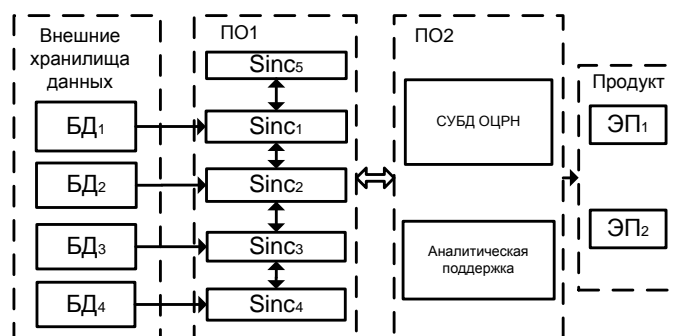 Внешние
хранилища
данных
БД1
БД2
БД3
БД4
ПО1
Sinc5
Sinc1
Sinc2
Sinc3
Sinc4
ПО2
СУБД ОЦРН
Аналитическая
поддержка
Продукт
ЭП1
ЭП2